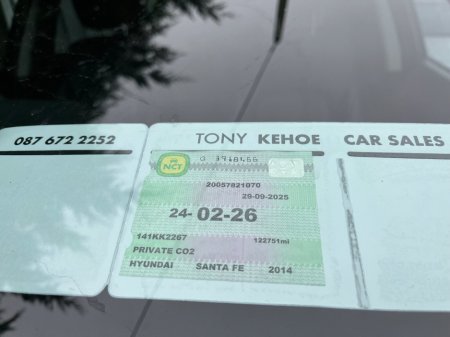 087 672 2252
TONY KEHOE CAR SALES
NCT
20057821070
29-09-2025
24-02-26
141KK2267
122751mi
PRIVATE CO2
HYUNDAI SANTA FE 2014